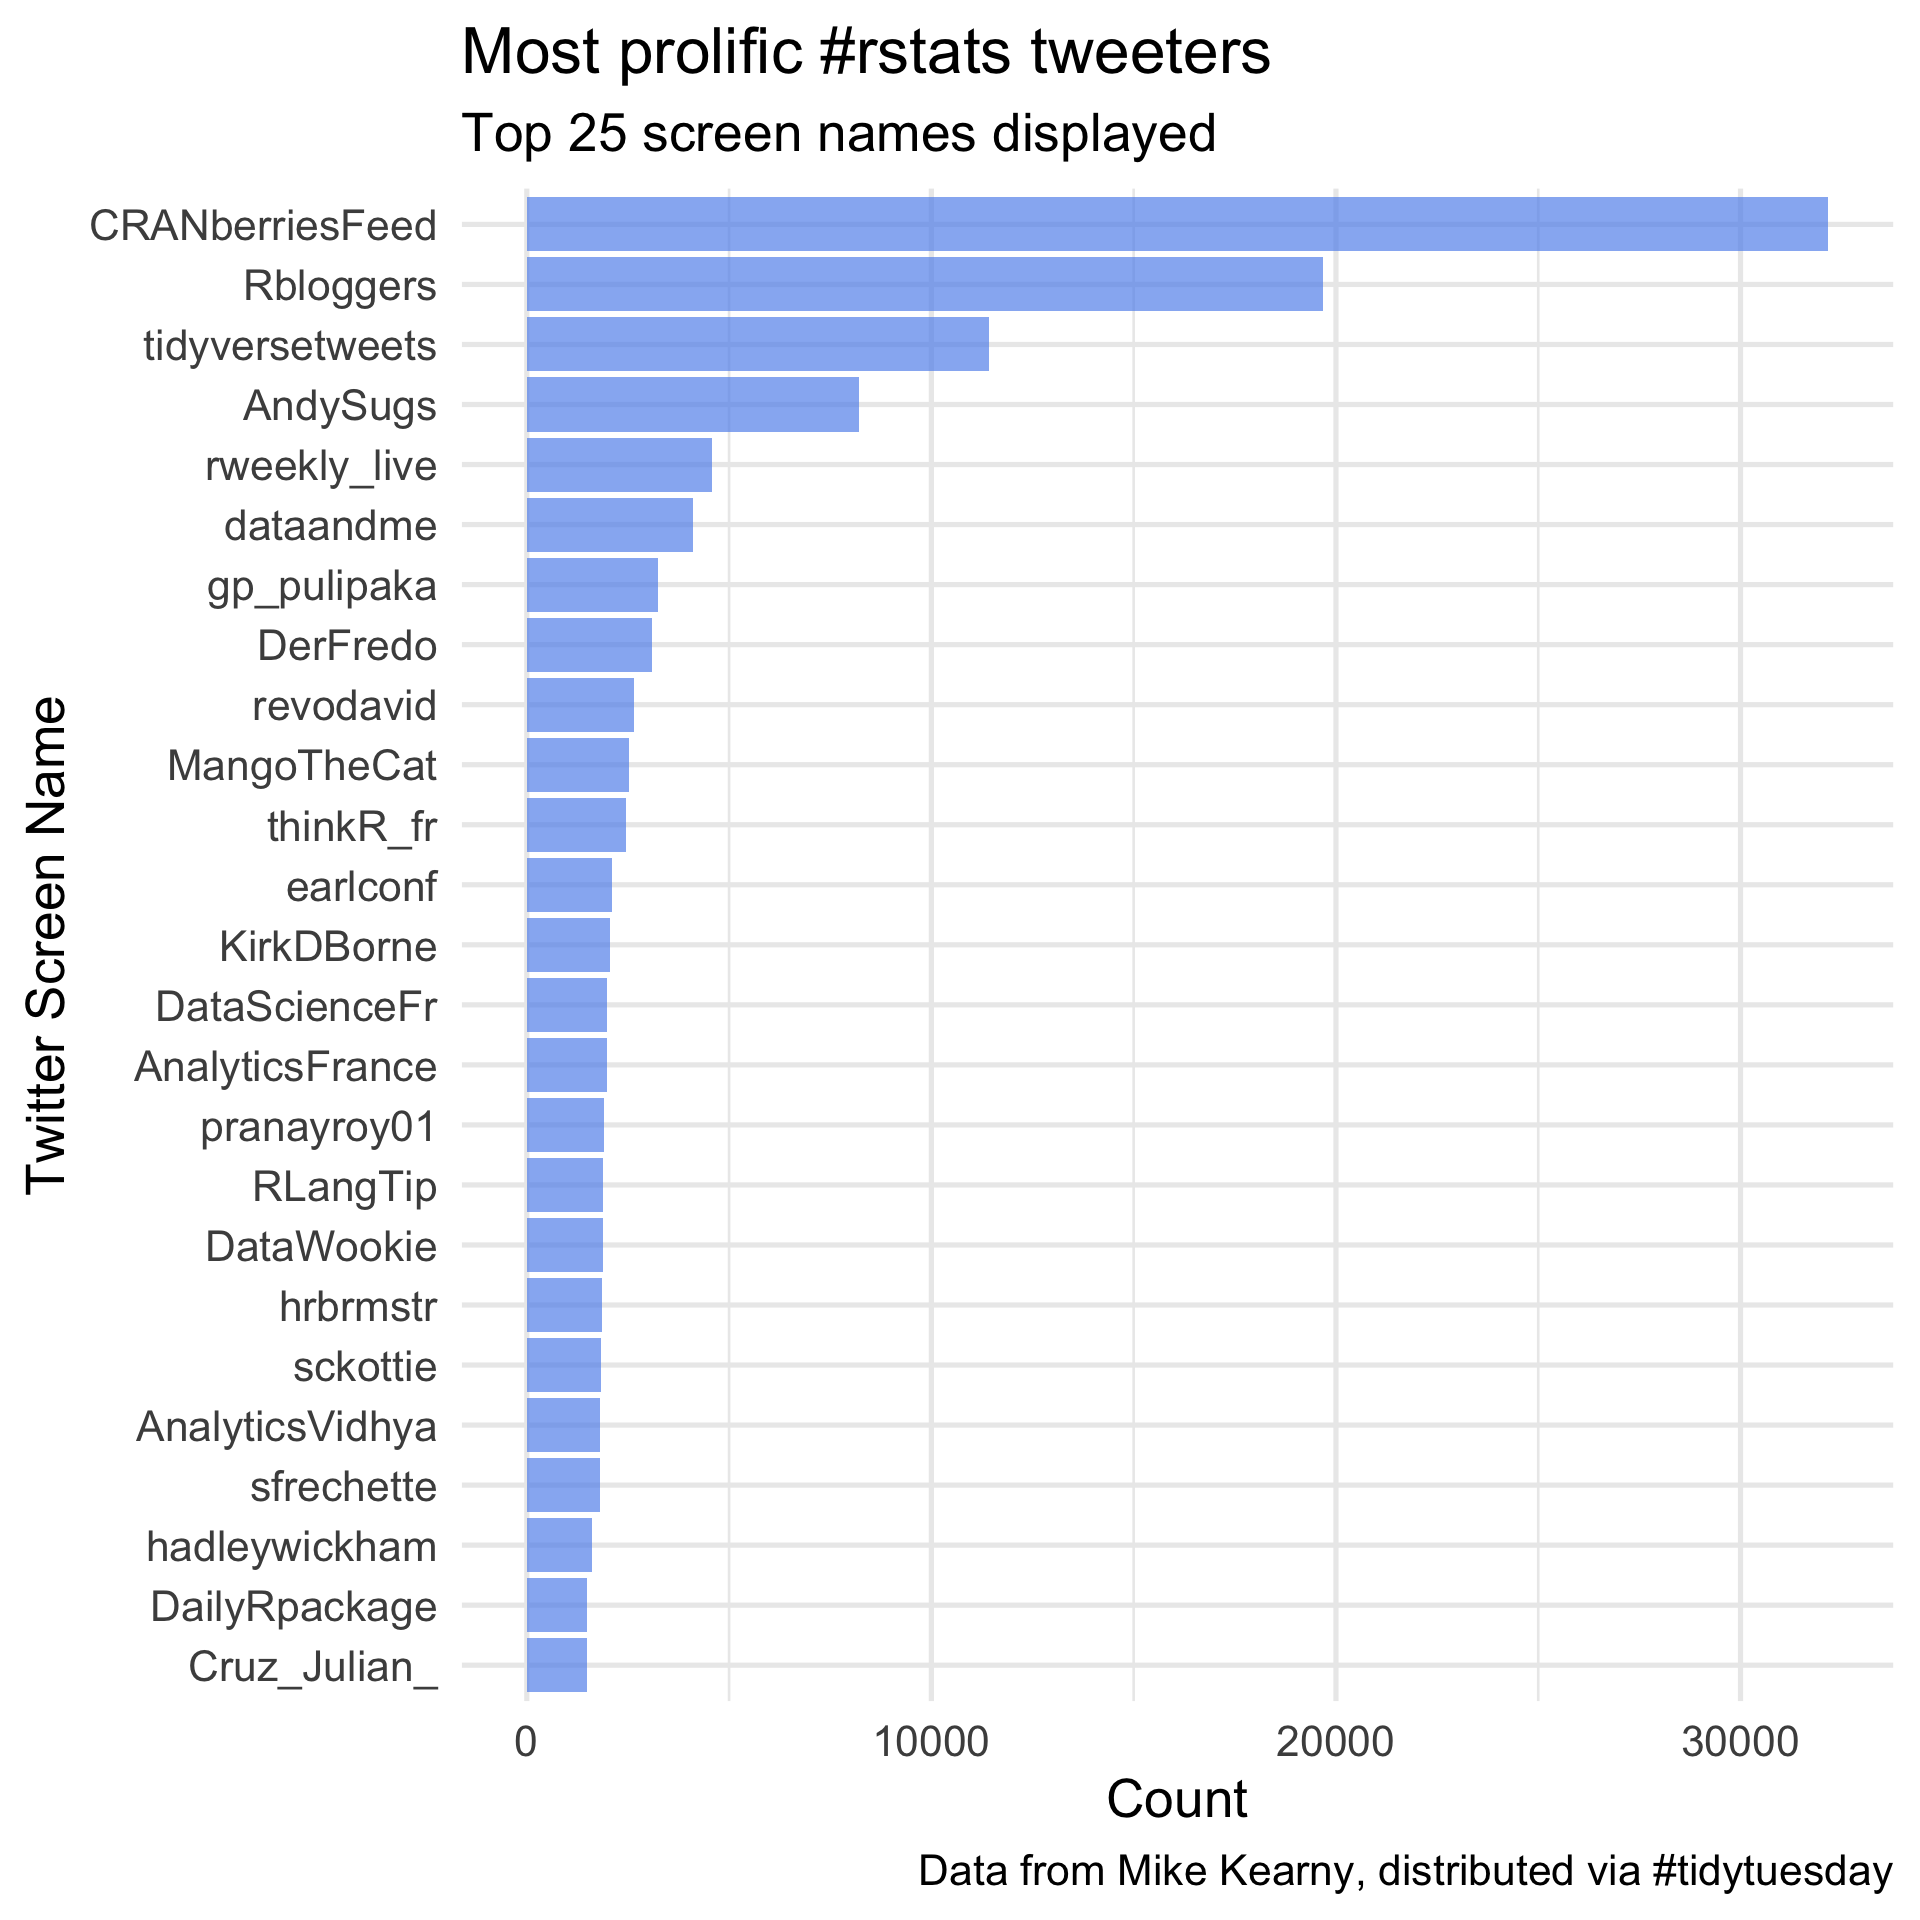 Most prolific #rstats tweeters
Top 25 screen names displayed
CRANberriesFeed
Rbloggers
tidyversetweets
AndySugs
rweekly_live
dataandme
gp_pulipaka
DerFredo
revodavid
MangoTheCat
thinkR_fr
earlconf
KirkDBorne
DataScienceFr
AnalyticsFrance
pranayroy01
RLangTip
DataWookie
hrbrmstr
sckottie
AnalyticsVidhya
sfrechette
hadleywickham
DailyRpackage
Cruz_Julian_
Twitter Screen Name
0 10000 20000 30000
Count
Data from Mike Kearny, distributed via #tidytuesday